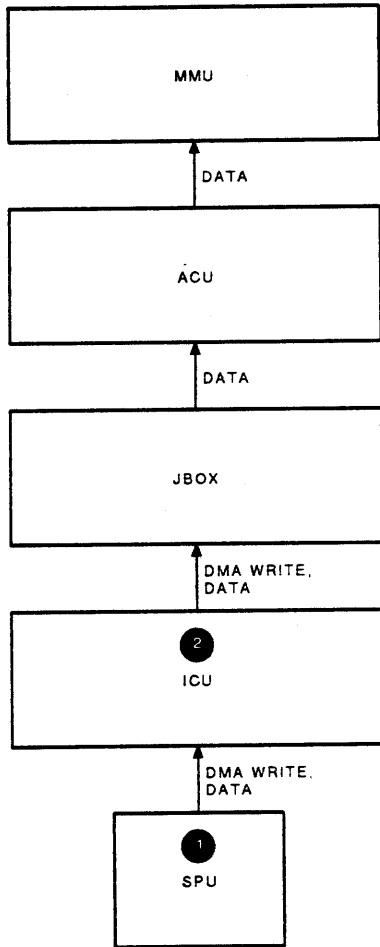 MMU
DATA
ACU
DATA
JBOX
DMA WRITE,
DATA
2
ICU
DMA WRITE,
DATA
1
SPU